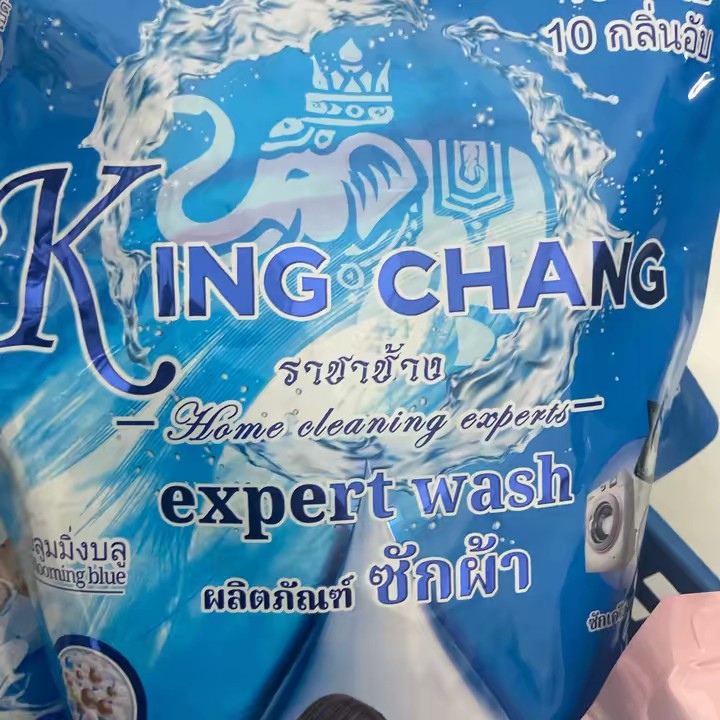 10 กลิ่นอับ
KING CHANG
ราชาช้าง
Home cleaning experts
expert wash
ผลิตภัณฑ์ ซักผ้า
ลูมมิ่งบลู
ooming blue